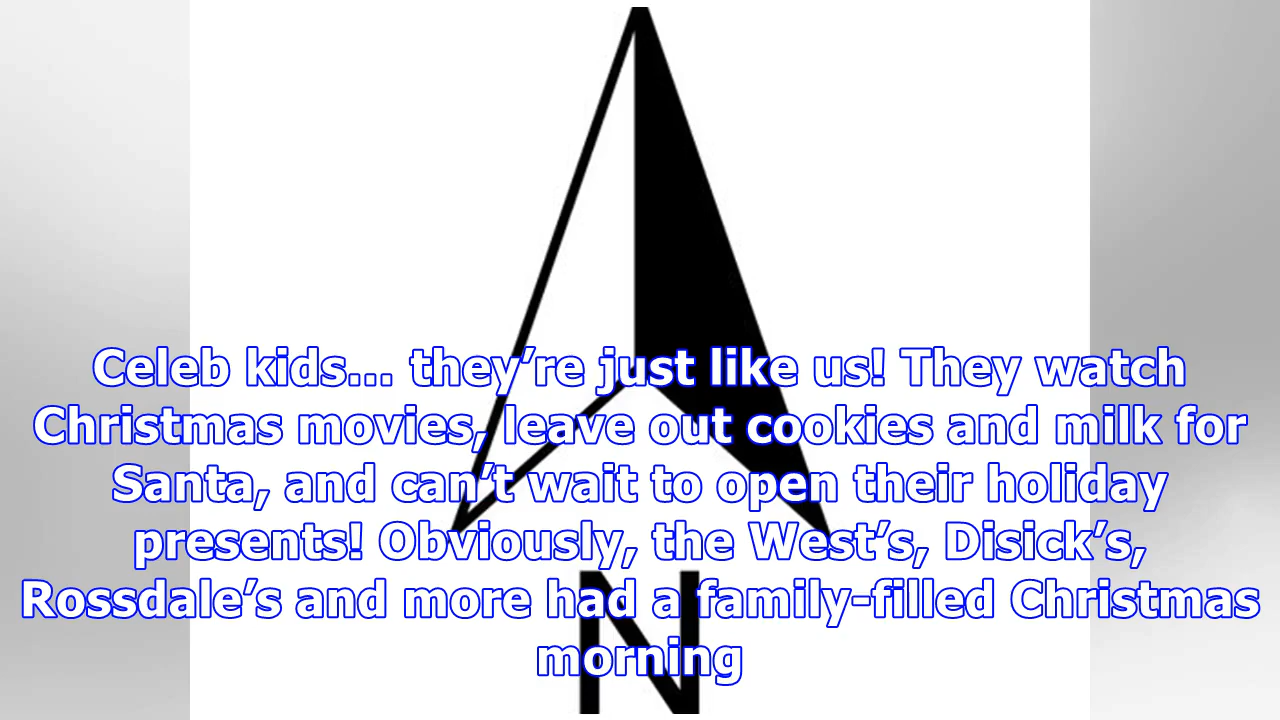 Celeb kids... they’re just like us! They watch
Christmas movies, leave out cookies and milk for
Santa, and can’t wait to open their holiday
presents! Obviously, the West’s, Disick’s,
Rossdale’s and more had a family-filled Christmas
morning
N